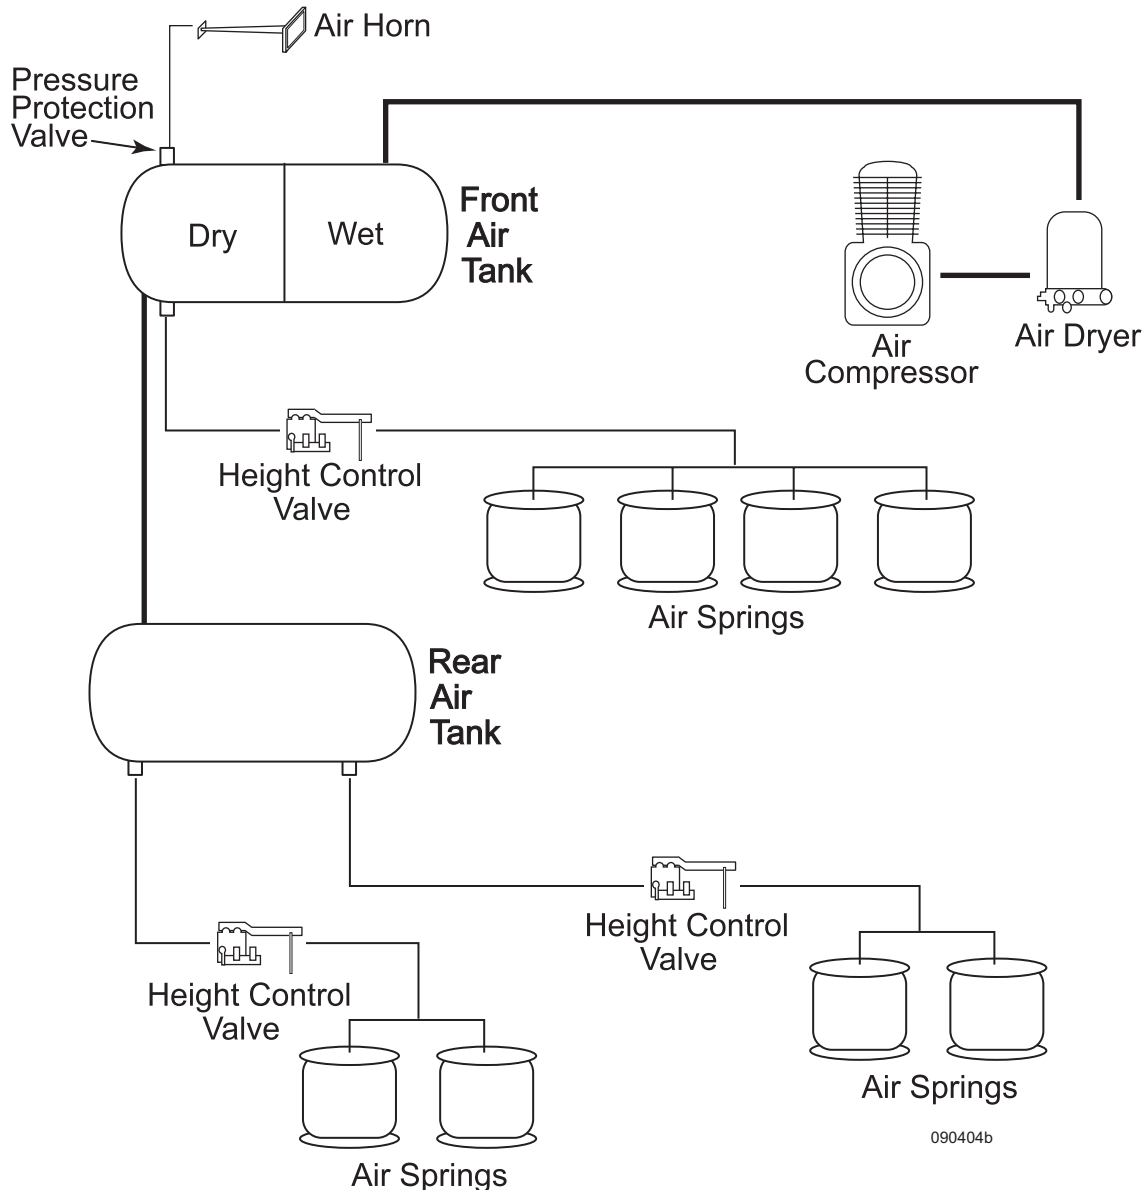 Air Horn
Pressure
Protection
Valve
Dry
Wet
Front
Air
Tank
Air
Compressor
Air Dryer
Height Control
Valve
Air Springs
Rear
Air
Tank
Height Control
Valve
Height Control
Valve
Air Springs
Air Springs
090404b